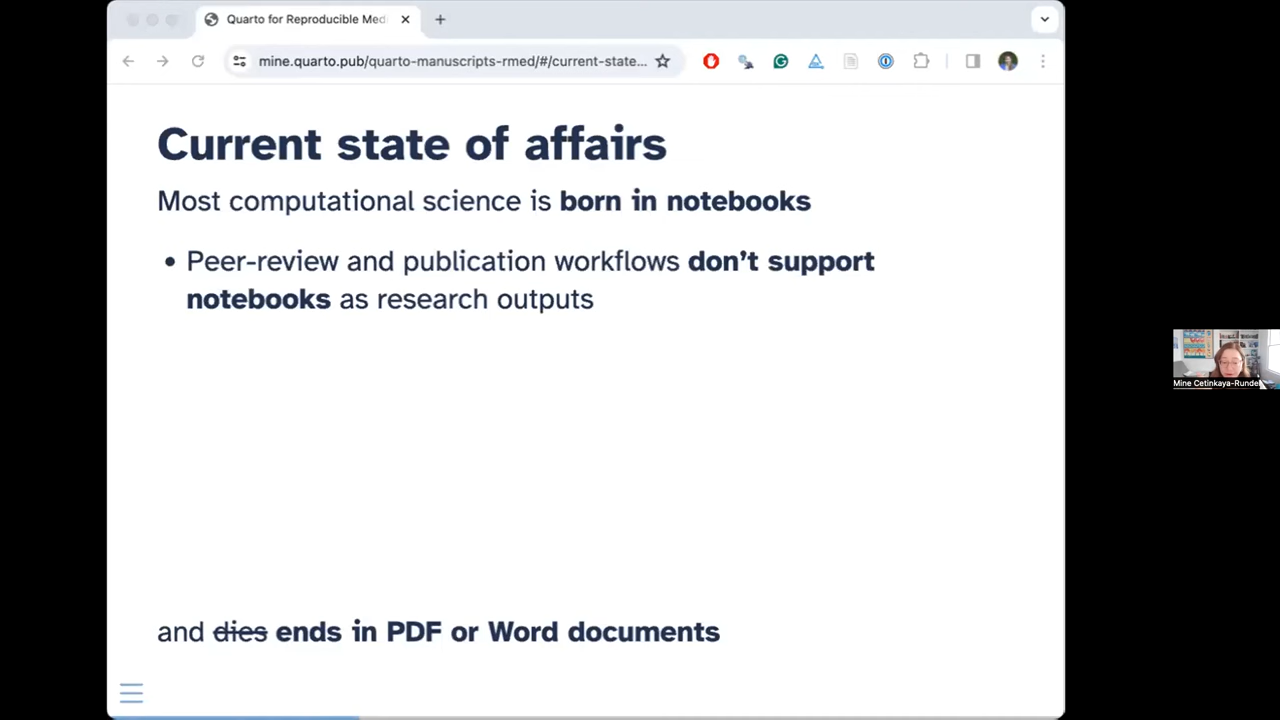 Quarto for Reproducible Med
mine.quarto.pub/quarto-manuscripts-rmed/#/current-state...
Current state of affairs
Most computational science is born in notebooks
• Peer-review and publication workflows don’t support
notebooks as research outputs
Mine Cetinkaya-Runde
and dies ends in PDF or Word documents